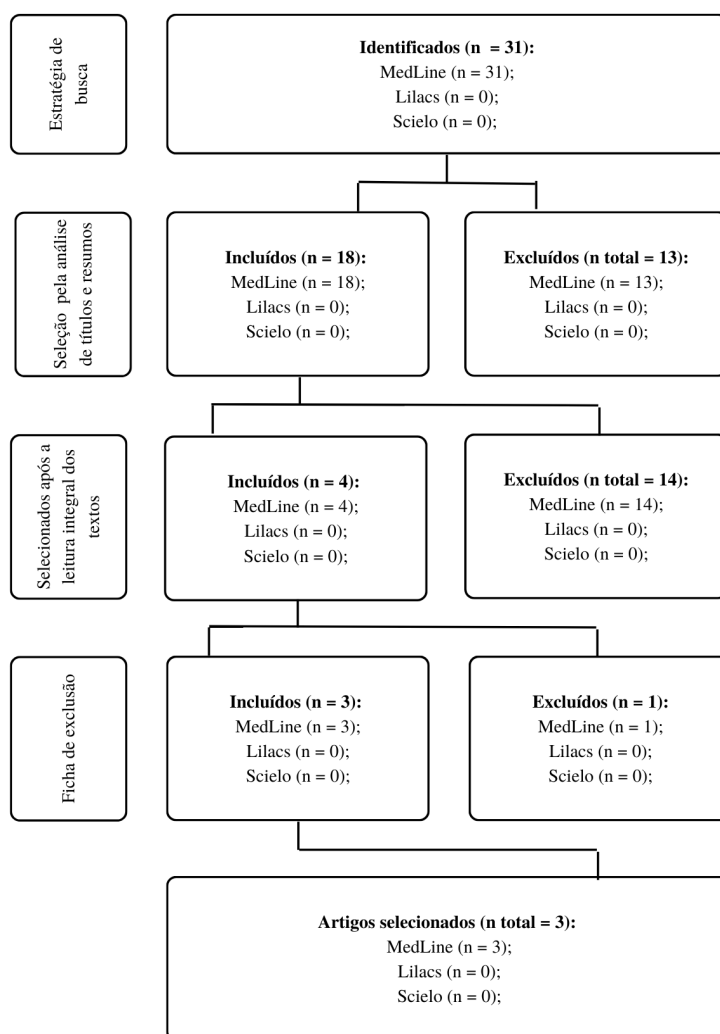 Estratégia de
busca
Identificados (n = 31):
MedLine (n = 31);
Lilacs (n = 0);
Scielo (n = 0);
Seleção pela análise
de títulos e resumos
Incluídos (n = 18):
MedLine (n = 18);
Lilacs (n = 0);
Scielo (n = 0);
Excluídos (n total = 13):
MedLine (n = 13);
Lilacs (n = 0);
Scielo (n = 0);
Selecionados após a
leitura integral dos
textos
Incluídos (n = 4):
MedLine (n = 4);
Lilacs (n = 0);
Scielo (n = 0);
Excluídos (n total = 14):
MedLine (n = 14);
Lilacs (n = 0);
Scielo (n = 0);
Ficha de exclusão
Incluídos (n = 3):
MedLine (n = 3);
Lilacs (n = 0);
Scielo (n = 0);
Excluídos (n = 1):
MedLine (n = 1);
Lilacs (n = 0);
Scielo (n = 0);
Artigos selecionados (n total = 3):
MedLine (n = 3);
Lilacs (n = 0);
Scielo (n = 0);